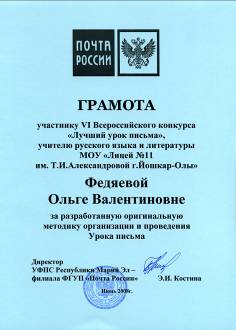 ПОЧТА
РОССИИ
ГРАМОТА
участнику VI Всероссийского конкурса
«Лучший урок письма»,
учителю русского языка и литературы
МОУ «Лицей №11
им. Т.И.Александровой г.Йошкар-Олы»
Федяевой
Ольге Валентиновне
за разработанную оригинальную
методику организации и проведения
Урока письма
Директор
УФПС Республики Марий Эл –
филиала ФГУП «Почта России»
Э.И. Костина
Июнь 2008г.